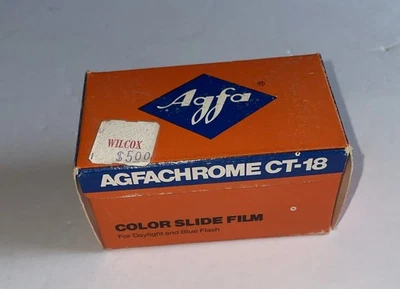 Agfa
®
WILCOX
$500
AGFACHROME CT-18
COLOR SLIDE FILM
For Daylight and Blue Flash